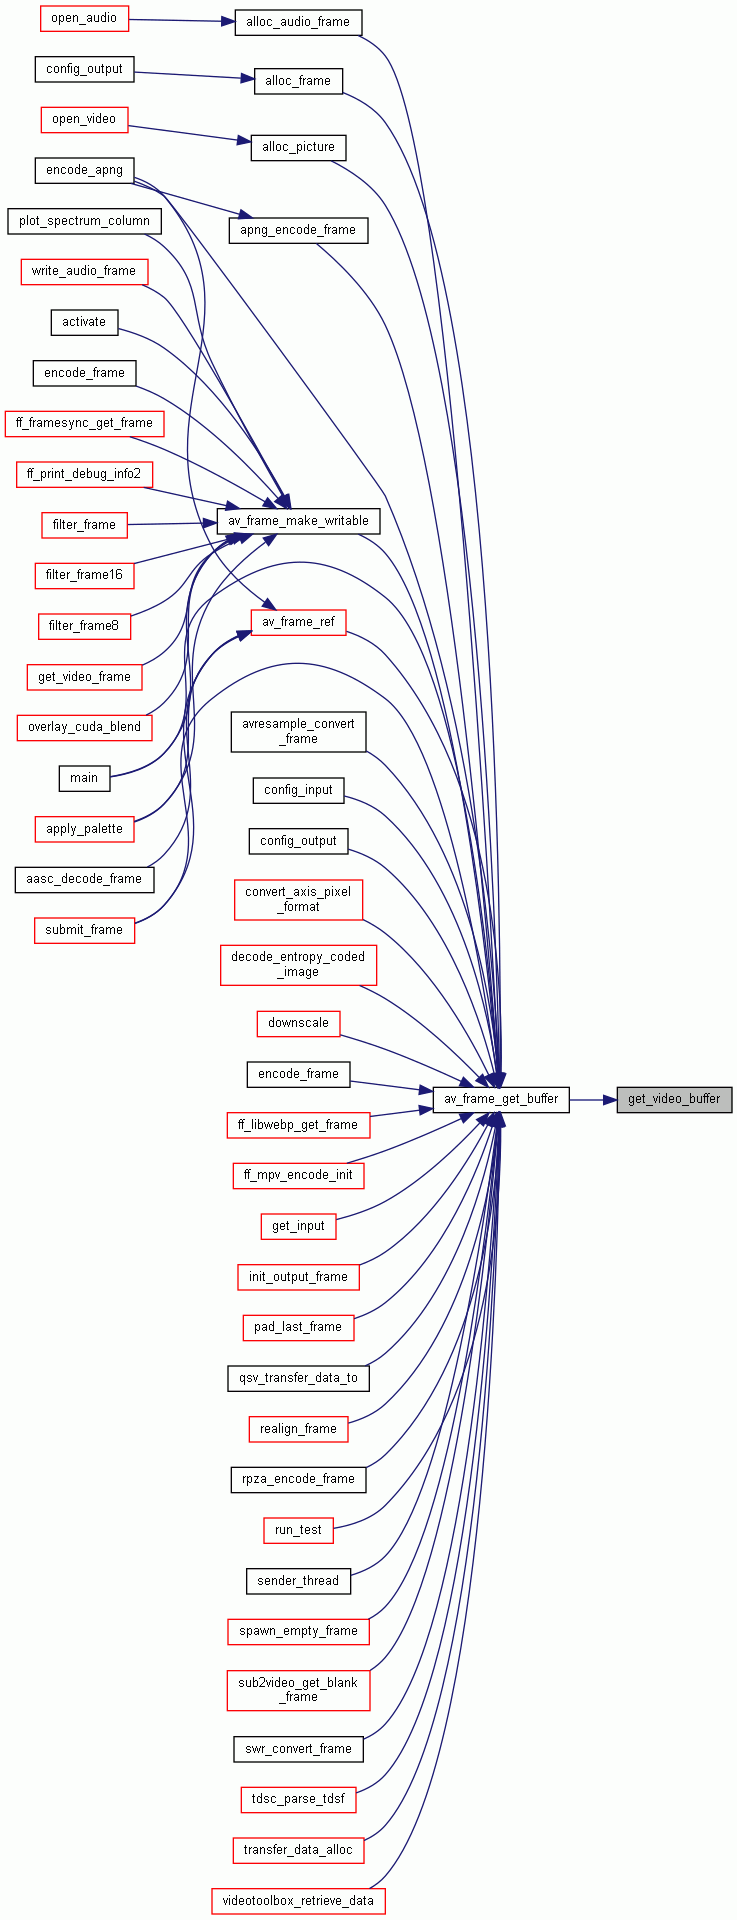 open_audio
alloc_audio_frame
config_output
alloc_frame
open_video
alloc_picture
encode_apng
plot_spectrum_column
apng_encode_frame
write_audio_frame
activate
encode_frame
ff_framesync_get_frame
ff_print_debug_info2
filter_frame
av_frame_make_writable
filter_frame16
filter_frame8
av_frame_ref
get_video_frame
overlay_cuda_blend
avresample_convert
_frame
main
config_input
apply_palette
config_output
aasc_decode_frame
convert_axis_pixel
_format
submit_frame
decode_entropy_coded
_image
downscale
encode_frame
av_frame_get_buffer
get_video_buffer
ff_libwebp_get_frame
ff_mpv_encode_init
get_input
init_output_frame
pad_last_frame
qsv_transfer_data_to
realign_frame
rpza_encode_frame
run_test
sender_thread
spawn_empty_frame
sub2video_get_blank
_frame
swr_convert_frame
tdsc_parse_tdsf
transfer_data_alloc
videotoolbox_retrieve_data